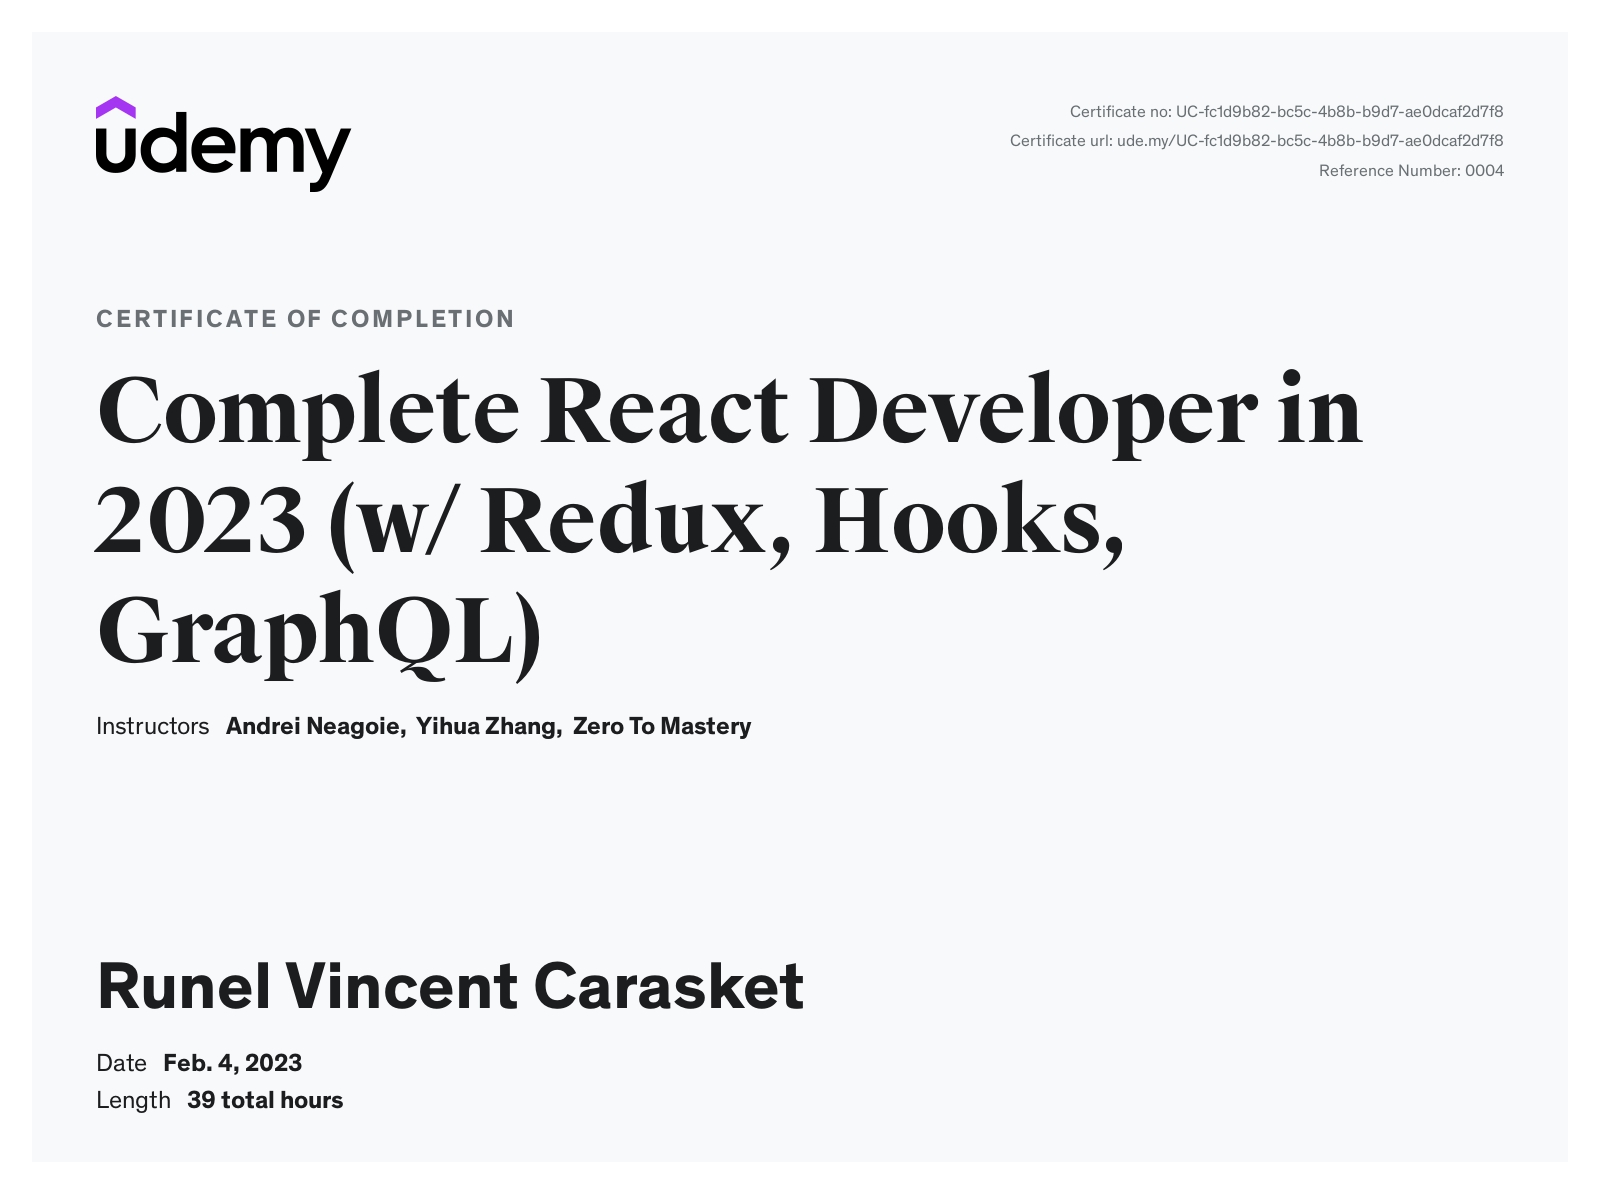 udemy
Certificate no: UC-fc1d9b82-bc5c-4b8b-b9d7-ae0dcaf2d7f8
Certificate url: ude.my/UC-fc1d9b82-bc5c-4b8b-b9d7-ae0dcaf2d7f8
Reference Number: 0004
CERTIFICATE OF COMPLETION
Complete React Developer in
2023 (w/ Redux, Hooks,
GraphQL)
Instructors Andrei Neagoie, Yihua Zhang, Zero To Mastery
Runel Vincent Carasket
Date Feb. 4, 2023
Length 39 total hours